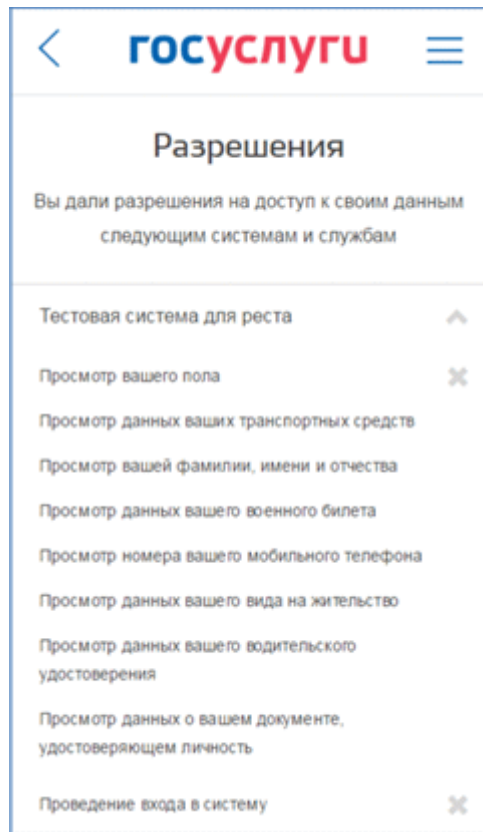 госуслуги
Разрешения
Вы дали разрешения на доступ к своим данным
следующим системам и службам
Тестовая система для реста
Просмотр вашего пола
Просмотр данных ваших транспортных средств
Просмотр вашей фамилии, имени и отчества
Просмотр данных вашего военного билета
Просмотр номера вашего мобильного телефона
Просмотр данных вашего вида на жительство
Просмотр данных вашего водительского
удостоверения
Просмотр данных о вашем документе,
удостоверяющем личность
Проведение входа в систему